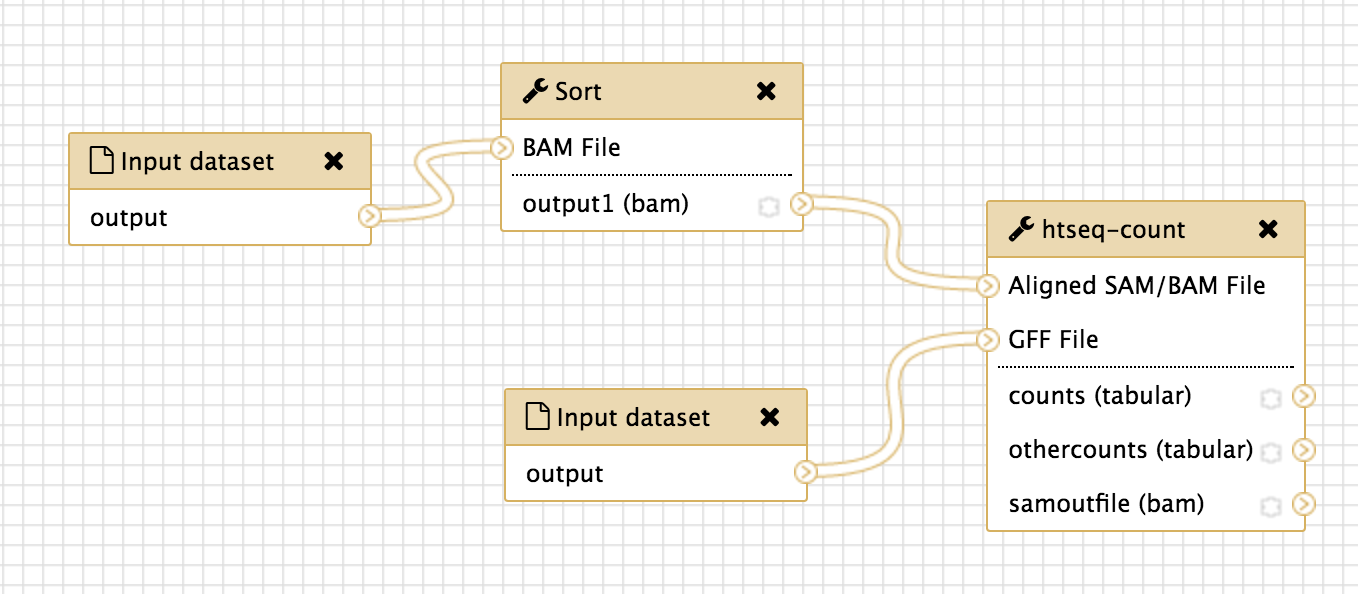 Input dataset
output
Sort
BAM File
output1 (bam)
Input dataset
output
htseq-count
Aligned SAM/BAM File
GFF File
counts (tabular)
othercounts (tabular)
samoutfile (bam)